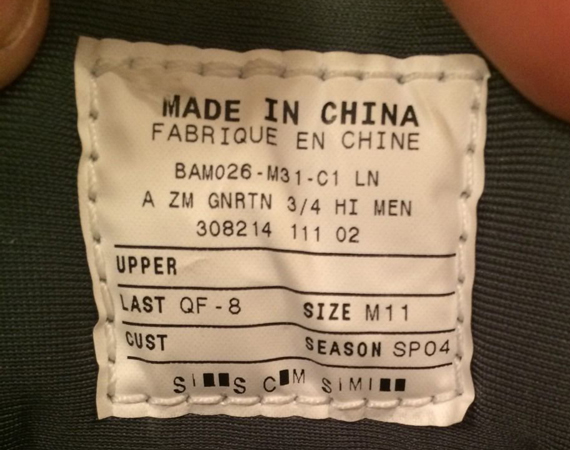 MADE IN CHINA
FABRIQUE EN CHINE
BAM026-M31-C1 LN
A ZM GNRTN 3/4 HI MEN
308214 111 02
UPPER
LAST QF-8 SIZE M11
CUST SEASON SP04